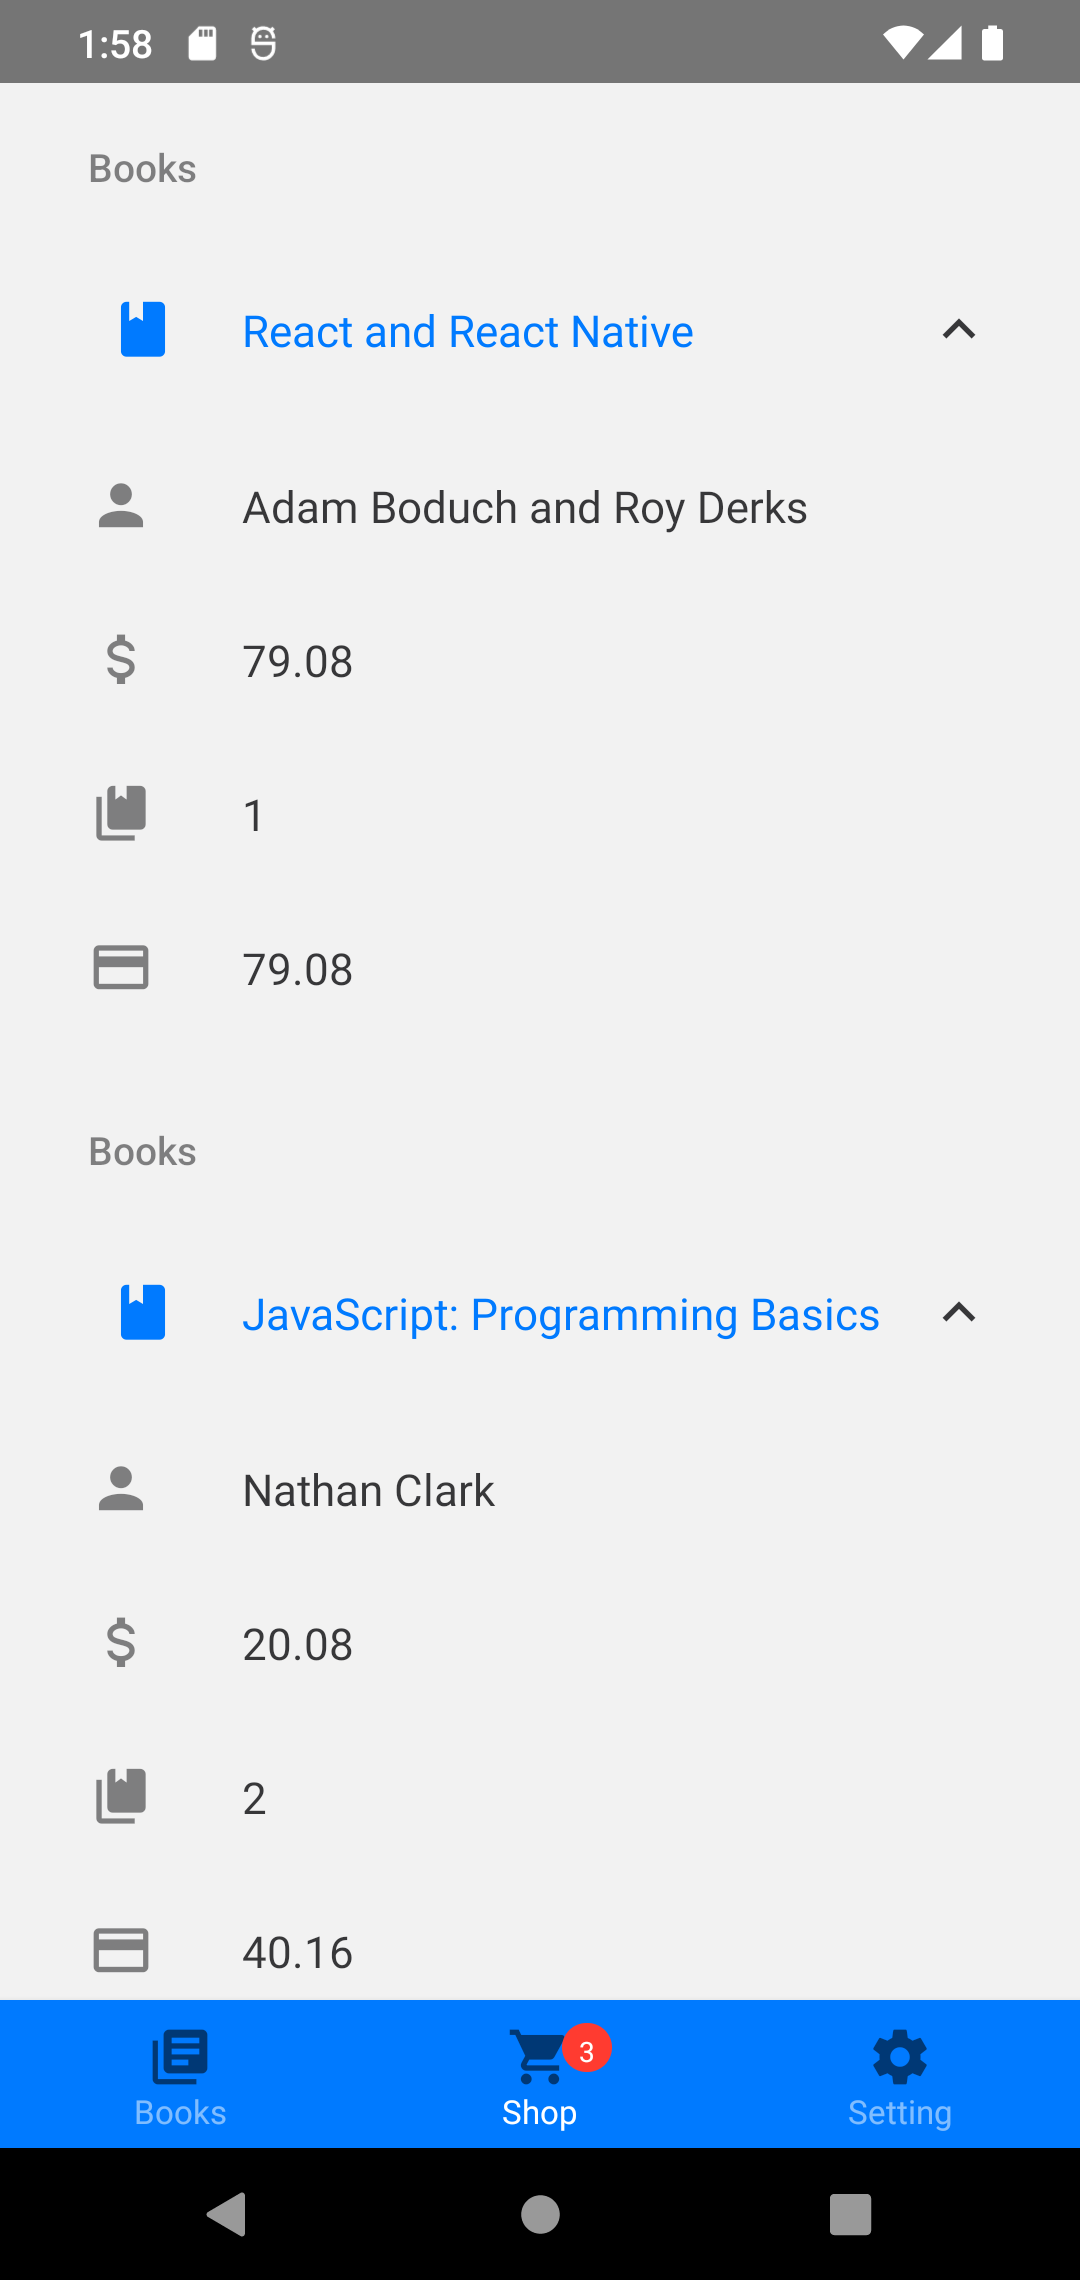 1:58
Books
React and React Native
Adam Boduch and Roy Derks
79.08
1
79.08
Books
JavaScript: Programming Basics
Nathan Clark
20.08
2
40.16
3
Books
Shop
Setting